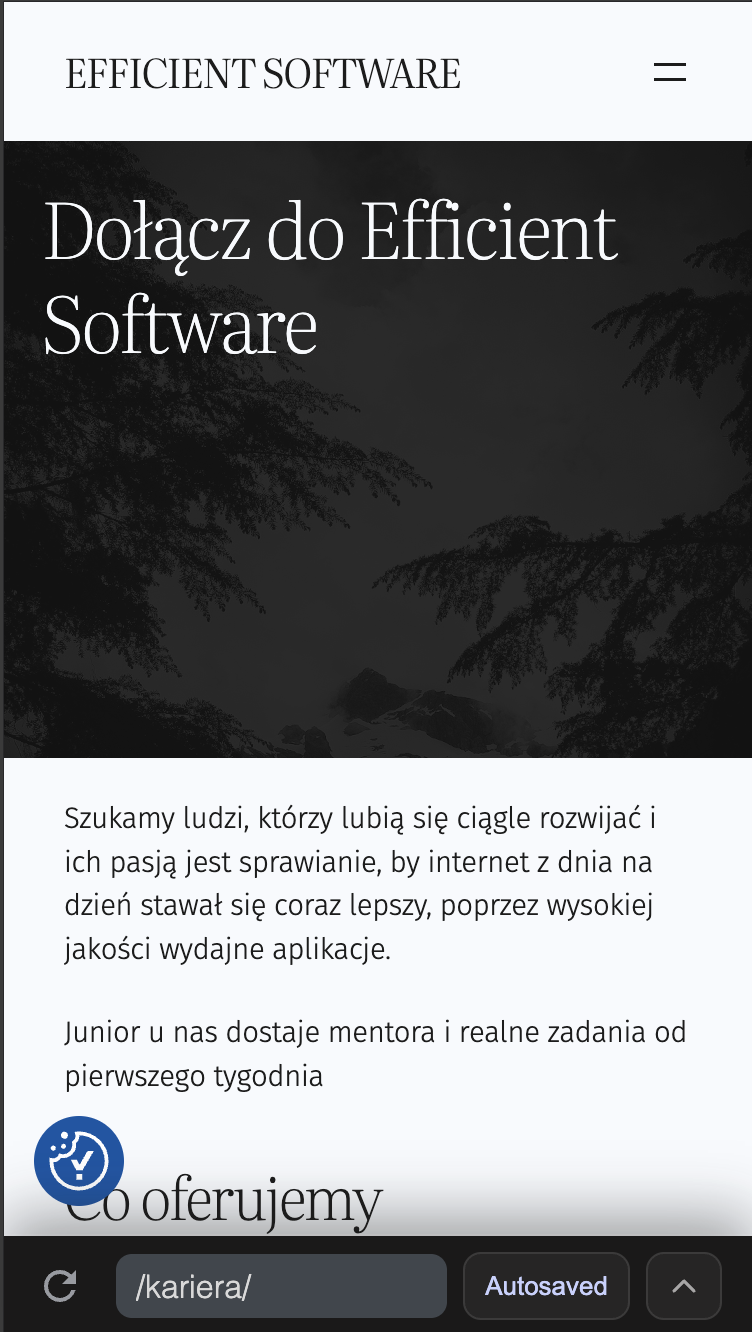 EFFICIENT SOFTWARE
Dołącz do Efficient
Software
Szukamy ludzi, którzy lubią się ciągle rozwijać i
ich pasją jest sprawianie, by internet z dnia na
dzień stawał się coraz lepszy, poprzez wysokiej
jakości wydajne aplikacje.
Junior u nas dostaje mentora i realne zadania od
pierwszego tygodnia
Co oferujemy
/kariera/
Autosaved